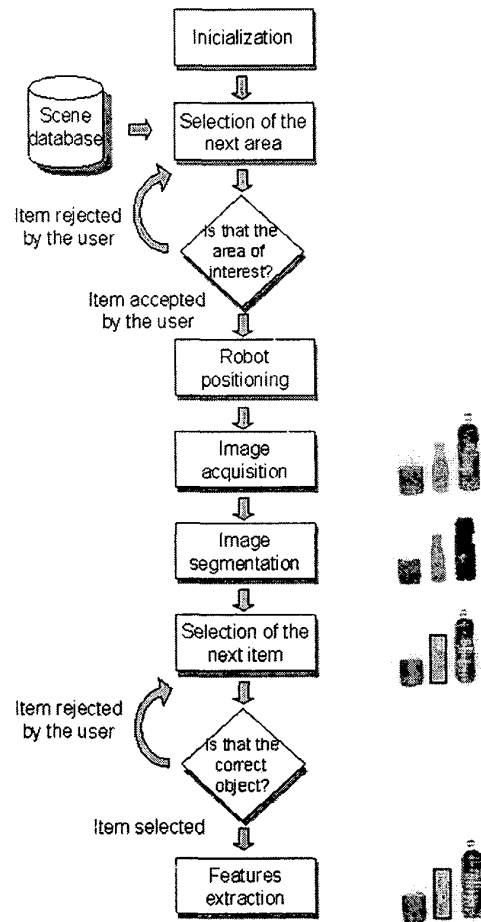 Inicialization
Scene
database
Selection of the
next area
Item rejected
by the user
Is that the
area of
interest?
Item accepted
by the user
Robot
positioning
Image
acquisition
Image
segmentation
Selection of the
next item
Item rejected
by the user
Is that the
correct
object?
Item selected
Features
extraction